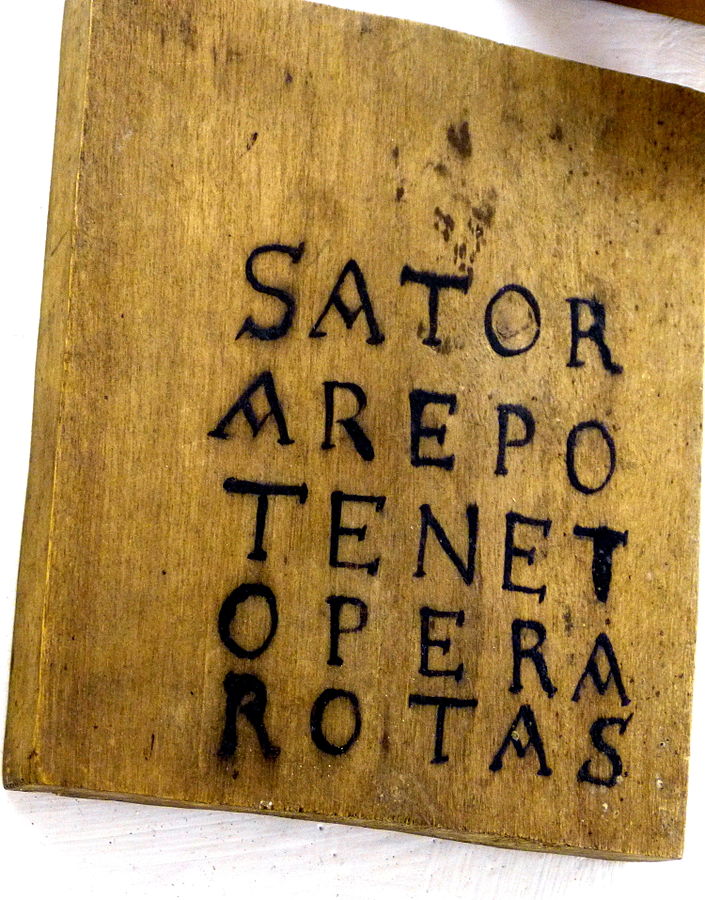 SATOR
AREPO
TENET
OPERA
ROTAS